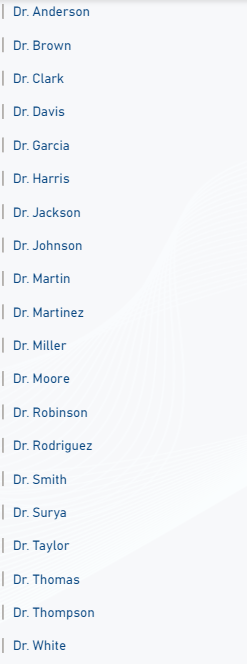 Dr. Anderson
Dr. Brown
Dr. Clark
Dr. Davis
Dr. Garcia
Dr. Harris
Dr. Jackson
Dr. Johnson
Dr. Martin
Dr. Martinez
Dr. Miller
Dr. Moore
Dr. Robinson
Dr. Rodriguez
Dr. Smith
Dr. Surya
Dr. Taylor
Dr. Thomas
Dr. Thompson
Dr. White